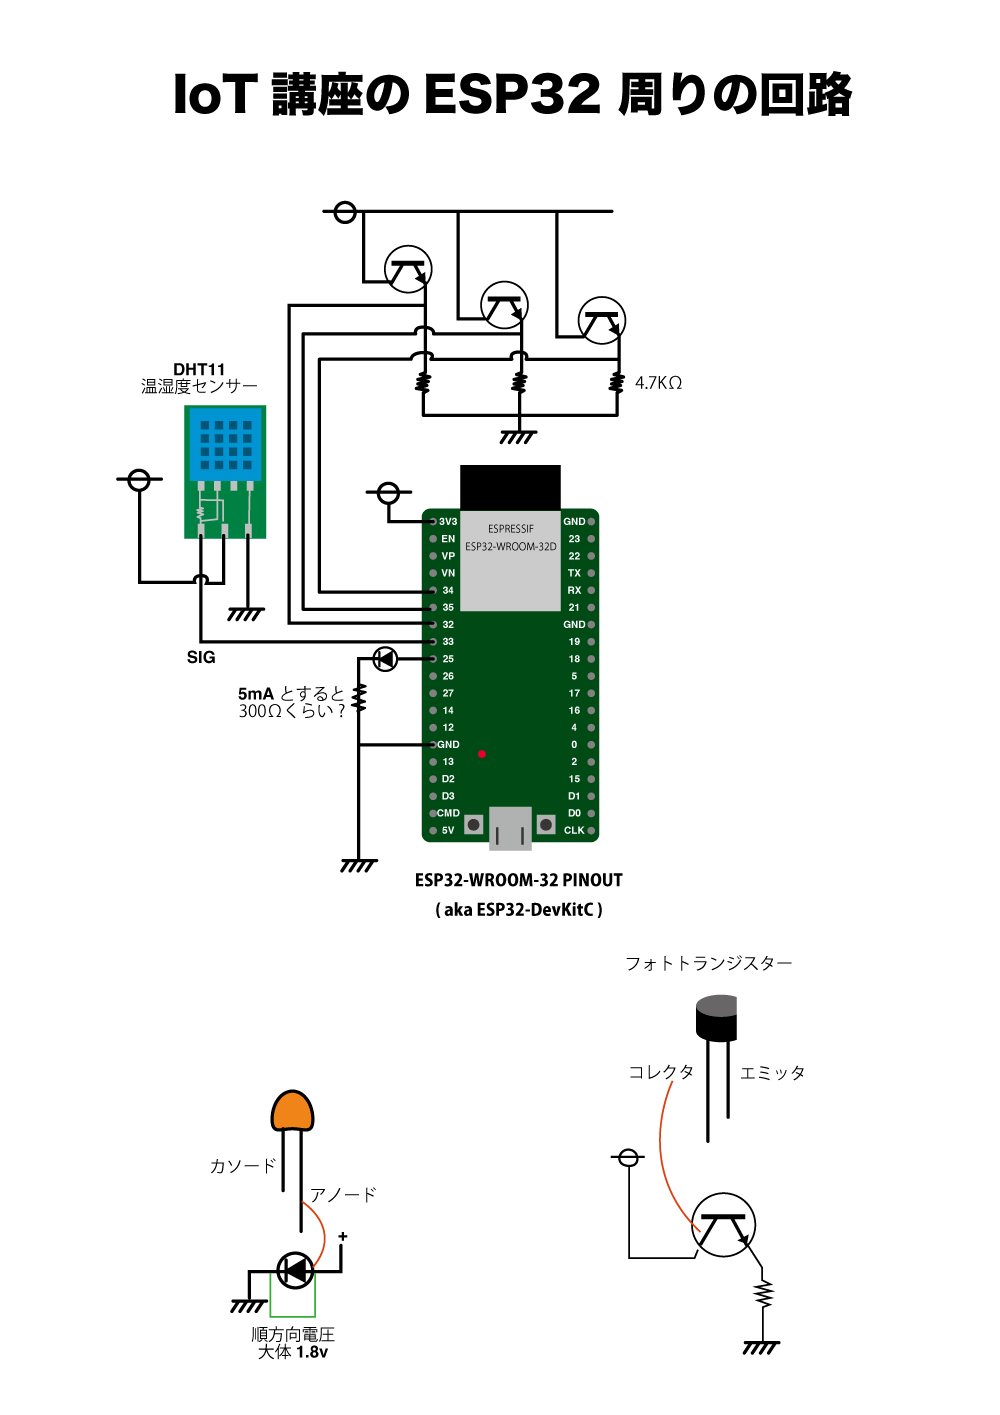 IoT 講座の ESP32 周りの回路
DHT11
温湿度センサー
4.7KΩ
ESPRESSIF
ESP32-WROOM-32D
3V3
EN
VP
VN
34
35
32
33
25
26
27
14
12
GND
13
D2
D3
CMD
5V
GND
23
22
TX
RX
21
GND
19
18
5
17
16
4
0
2
15
D1
D0
CLK
SIG
5mA とすると
300Ωくらい?
ESP32-WROOM-32 PINOUT
( aka ESP32-DevKitC )
フォトトランジスター
コレクタ
エミッタ
カソード
アノード
+
順方向電圧
大体 1.8v